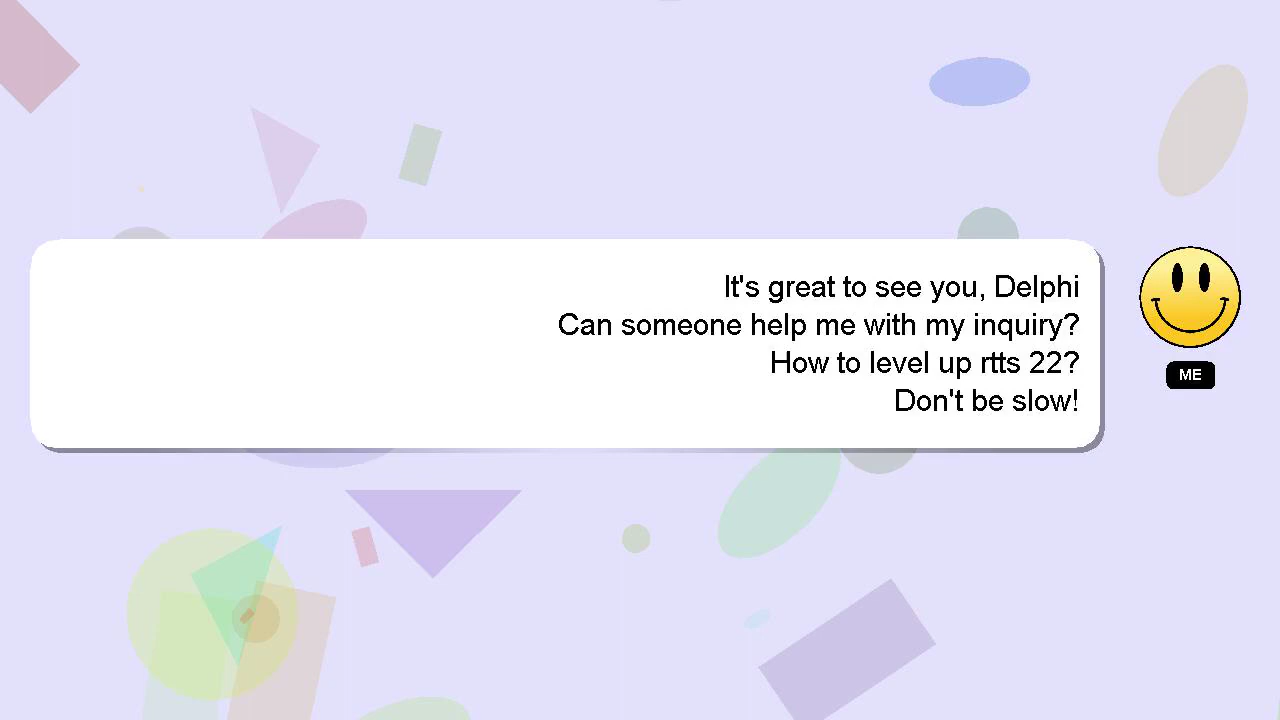 It's great to see you, Delphi
Can someone help me with my inquiry?
How to level up rtts 22?
Don't be slow!
ME